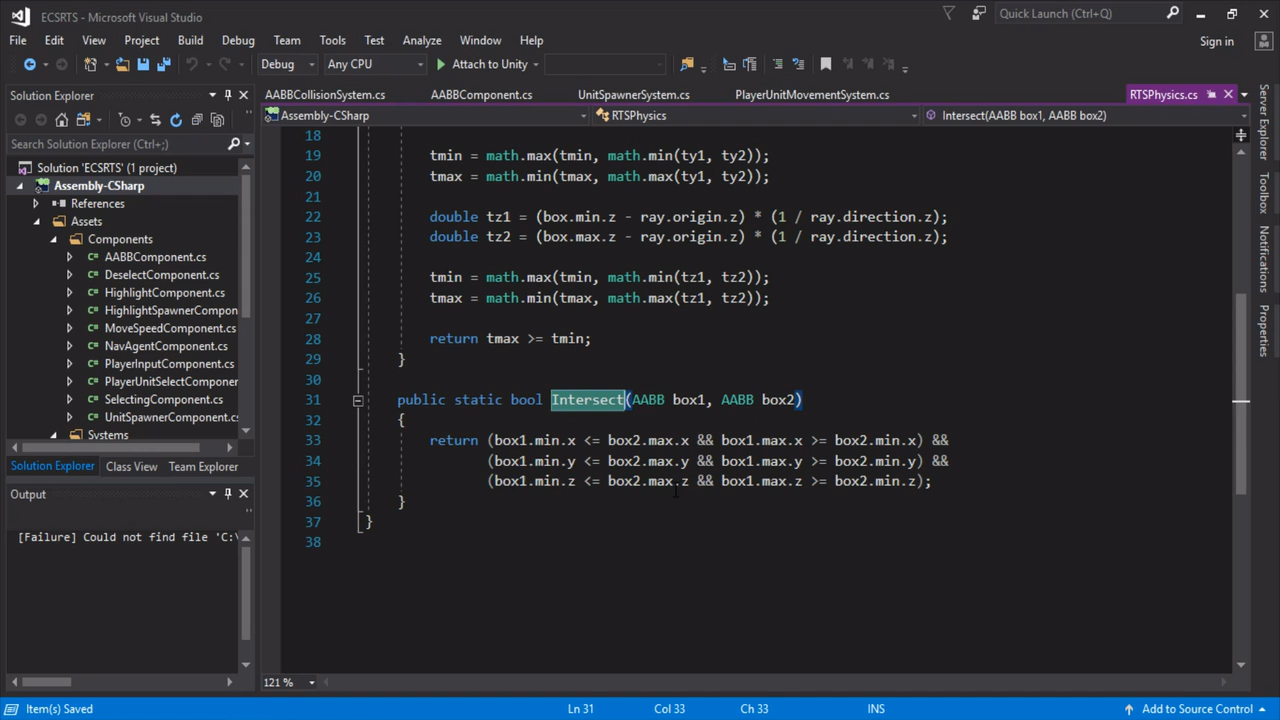 ECSRTS - Microsoft Visual Studio
Quick Launch (Ctrl+Q)
File Edit View Project Build Debug Team Tools Test Analyze Window Help
Sign in
Debug Any CPU Attach to Unity
Solution Explorer
AABBCollisionSystem.cs AABBComponent.cs UnitSpawnerSystem.cs PlayerUnitMovementSystem.cs RTSPhysics.cs
Assembly-CSharp RTSPhysics Intersect(AABB box1, AABB box2)
Search Solution Explorer (Ctrl+;)
Solution 'ECSRTS' (1 project)
Assembly-CSharp
References
Assets
Components
AABBComponent.cs
DeselectComponent.cs
HighlightComponent.cs
HighlightSpawnerCompon
MoveSpeedComponent.cs
NavAgentComponent.cs
PlayerInputComponent.cs
PlayerUnitSelectComponent
SelectingComponent.cs
UnitSpawnerComponent.cs
Systems
Solution Explorer Class View Team Explorer
Output
[Failure] Could not find file 'C:\
18
19 tmin = math.max(tmin, math.min(ty1, ty2));
20 tmax = math.min(tmax, math.max(ty1, ty2));
21
22 double tz1 = (box.min.z - ray.origin.z) * (1 / ray.direction.z);
23 double tz2 = (box.max.z - ray.origin.z) * (1 / ray.direction.z);
24
25 tmin = math.max(tmin, math.min(tz1, tz2));
26 tmax = math.min(tmax, math.max(tz1, tz2));
27
28 return tmax >= tmin;
29 }
30
31 public static bool Intersect(AABB box1, AABB box2)
32 {
33 return (box1.min.x <= box2.max.x && box1.max.x >= box2.min.x) &&
34 (box1.min.y <= box2.max.y && box1.max.y >= box2.min.y) &&
35 (box1.min.z <= box2.max.z && box1.max.z >= box2.min.z);
36 }
37 }
38
121 %
Server Explorer
Toolbox
Notifications
Properties
Item(s) Saved Ln 31 Col 33 Ch 33 INS Add to Source Control